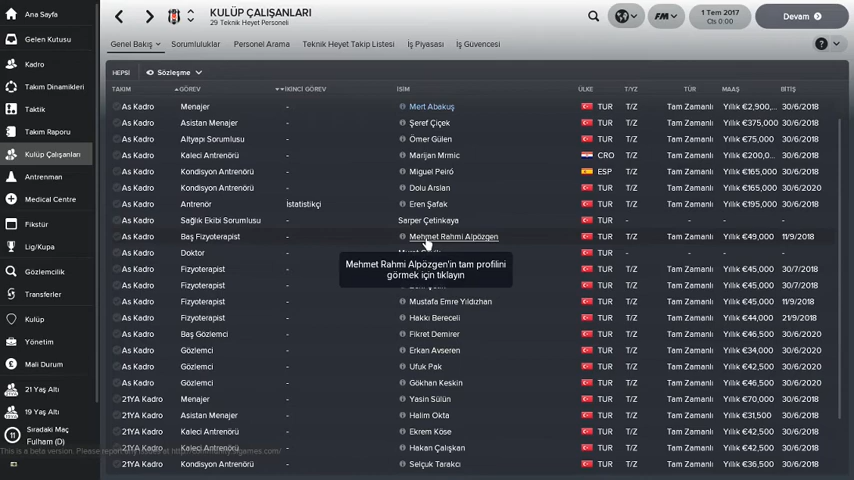 Ana Sayfa
KULÜP ÇALIŞANLARI
29 Teknik Heyet Personeli
FM
1 Tem 2017
Cts 0:00
Devam
Gelen Kutusu
Genel Bakış Sorumluluklar Personel Arama Teknik Heyet Takip Listesi İş Piyasası İş Güvencesi
?
Kadro
HEPSİ Sözleşme
Takım Dinamikleri
TAKIM GÖREV İKİNCİ GÖREV İSİM ÜLKE T/YZ TÜR MAAŞ BİTİŞ
Taktik
As Kadro Menajer - Mert Abakuş TUR T/Z Tam Zamanlı Yıllık €2,900,... 30/6/2018
As Kadro Asistan Menajer - Şeref Çiçek TUR T/Z Tam Zamanlı Yıllık €375,000 30/6/2018
Takım Raporu
As Kadro Altyapı Sorumlusu - Ömer Gülen TUR T/Z Tam Zamanlı Yıllık €75,000 30/6/2018
Kulüp Çalışanları
As Kadro Kaleci Antrenörü - Marijan Mrmic CRO T/Z Tam Zamanlı Yıllık €200,0... 30/6/2018
As Kadro Kondisyon Antrenörü - Miguel Peiró ESP T/Z Tam Zamanlı Yıllık €165,000 30/6/2018
Antrenman
As Kadro Kondisyon Antrenörü - Dolu Arslan TUR T/Z Tam Zamanlı Yıllık €165,000 30/6/2020
Medical Centre
As Kadro Antrenör İstatistikçi Eren Şafak TUR T/Z Tam Zamanlı Yıllık €195,000 30/6/2018
Fikstür
As Kadro Sağlık Ekibi Sorumlusu - Sarper Çetinkaya TUR - - - -
As Kadro Baş Fizyoterapist - Mehmet Rahmi Alpözgen TUR T/Z Tam Zamanlı Yıllık €49,000 11/9/2018
Lig/Kupa
As Kadro Doktor - TUR - - - -
Mehmet Rahmi Alpözgen'in tam profilini
görmek için tıklayın
Gözlemcilik
As Kadro Fizyoterapist - TUR T/Z Tam Zamanlı Yıllık €45,000 30/7/2018
As Kadro Fizyoterapist - TUR T/Z Tam Zamanlı Yıllık €45,000 30/7/2018
Transferler
As Kadro Fizyoterapist - Mustafa Emre Yıldızhan TUR T/Z Tam Zamanlı Yıllık €45,000 11/9/2018
Kulüp
As Kadro Fizyoterapist - Hakkı Bereceli TUR T/Z Tam Zamanlı Yıllık €44,000 21/9/2018
As Kadro Baş Gözlemci - Fikret Demirer TUR T/Z Tam Zamanlı Yıllık €46,500 30/6/2020
Yönetim
As Kadro Gözlemci - Erkan Avseren TUR T/Z Tam Zamanlı Yıllık €34,000 30/6/2020
Mali Durum
As Kadro Gözlemci - Ufuk Pak TUR T/Z Tam Zamanlı Yıllık €42,500 30/6/2020
As Kadro Gözlemci - Gökhan Keskin TUR T/Z Tam Zamanlı Yıllık €46,500 30/6/2020
21 Yaş Altı
21YA Kadro Menajer - Yasin Sülün TUR T/Z Tam Zamanlı Yıllık €70,000 30/6/2018
19 Yaş Altı
21YA Kadro Asistan Menajer - Halim Okta TUR T/Z Tam Zamanlı Yıllık €31,500 30/6/2018
11 Sıradaki Maç
Fulham (D)
21YA Kadro Kaleci Antrenörü - Ekrem Köse TUR T/Z Tam Zamanlı Yıllık €42,500 30/6/2018
21YA Kadro Kaleci Antrenörü - Hakan Çalışkan TUR T/Z Tam Zamanlı Yıllık €42,500 30/6/2018
This is a beta version. Please report any
21YA Kadro Kondisyon Antrenörü - Selçuk Tarakcı TUR T/Z Tam Zamanlı Yıllık €36,500 30/6/2018